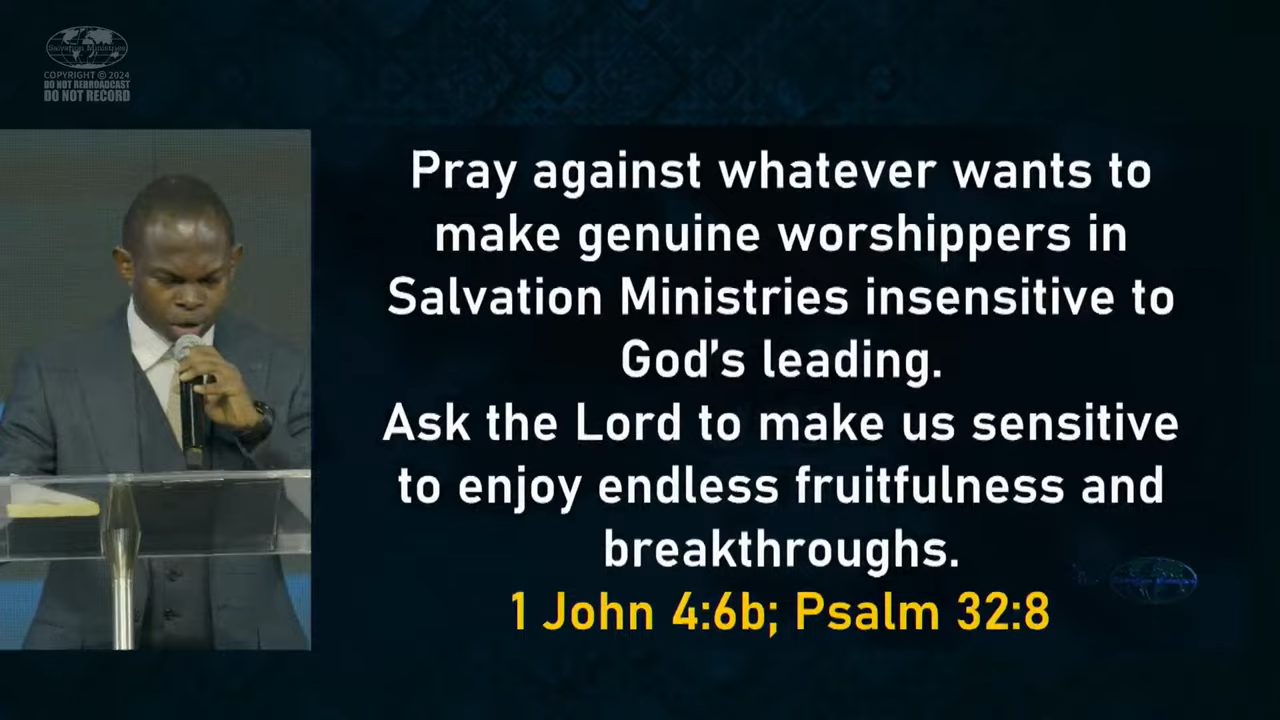 Salvation Ministries
COPYRIGHT © 2024
DO NOT REBROADCAST
DO NOT RECORD
Pray against whatever wants to
make genuine worshippers in
Salvation Ministries insensitive to
God's leading.
Ask the Lord to make us sensitive
to enjoy endless fruitfulness and
breakthroughs.
1 John 4:6b; Psalm 32:8